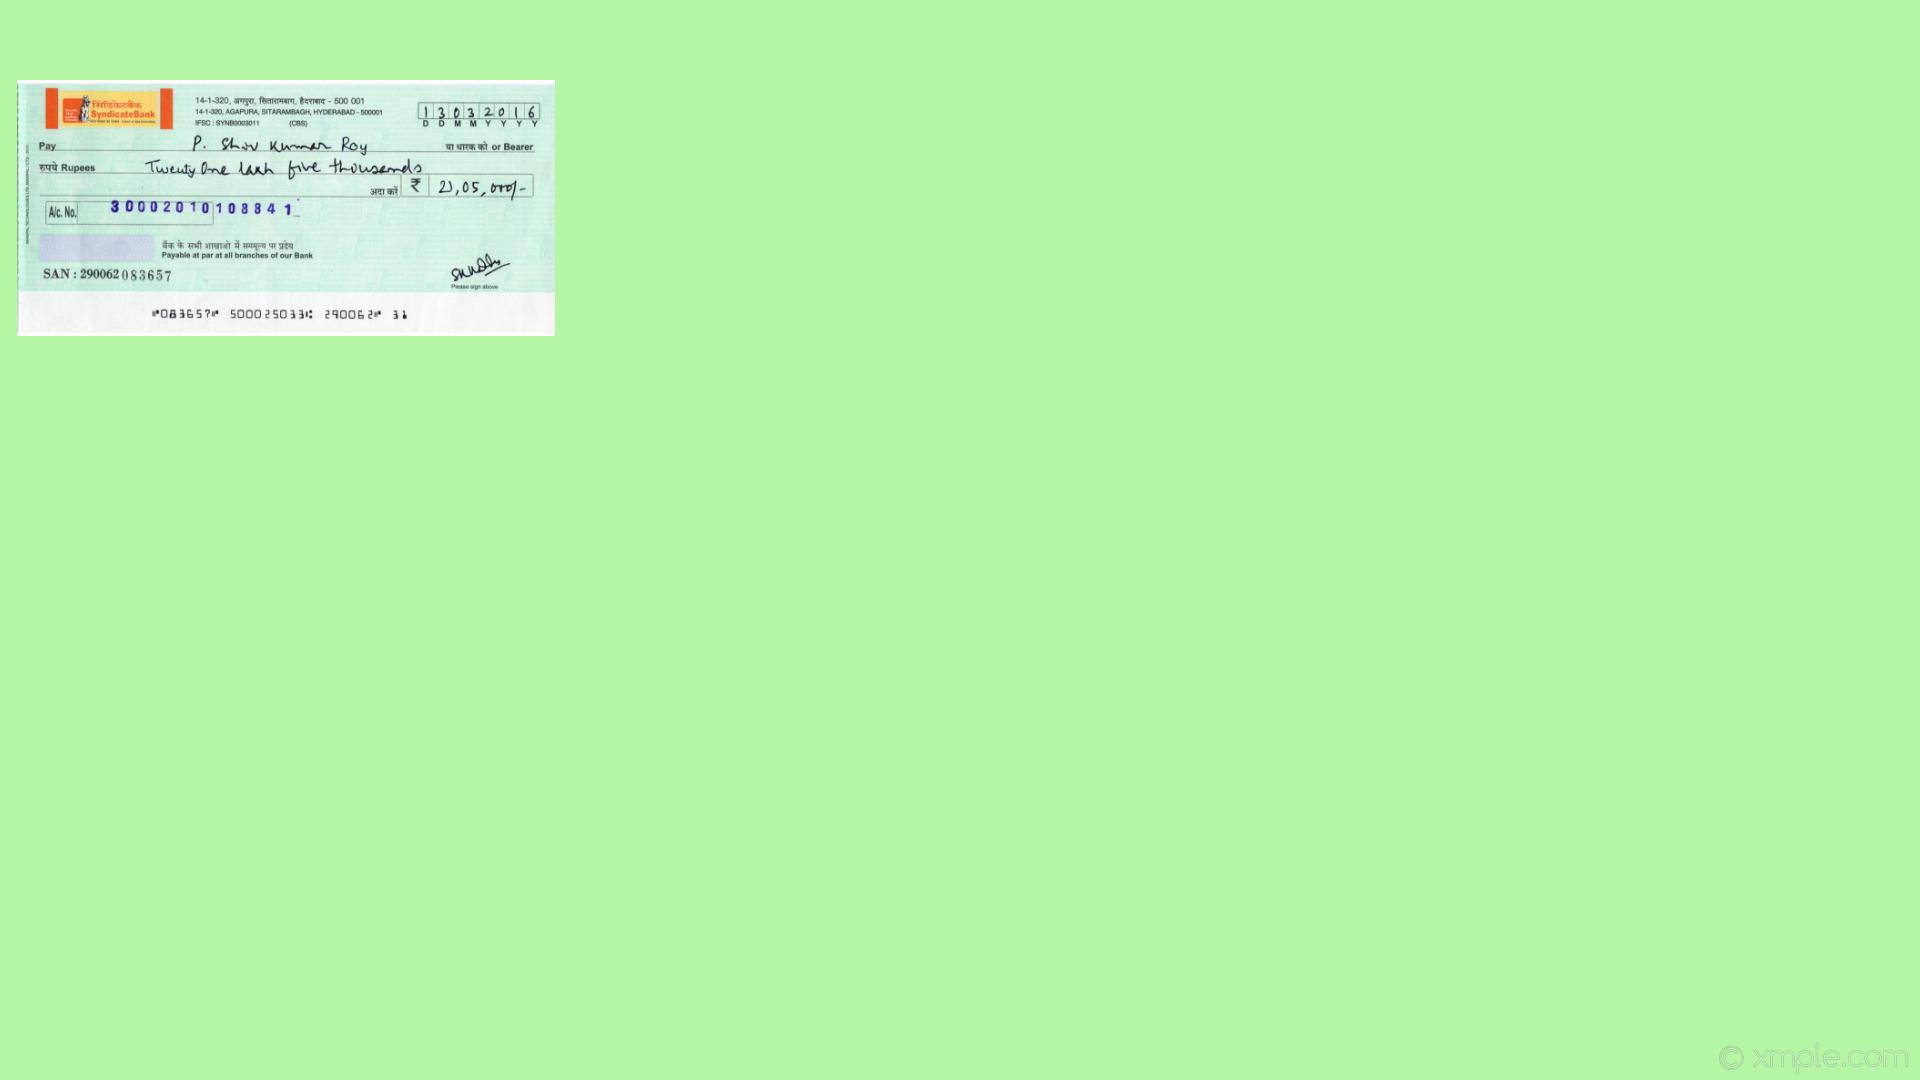 सिंडिकेटबैंक
SyndicateBank
14-1-320, अगपुरा, सितारामबाग, हैदराबाद - 500 001
14-1-320, AGAPURA, SITARAMBAGH, HYDERABAD - 500001
IFSC : SYNB0003011 (CBS)
1 3 0 3 2 0 1 6
D D M M Y Y Y Y
Pay P. Shiv Kumar Roy या धारक को or Bearer
रुपये Rupees Twenty One lakh five thousands
अदा करें ₹ 21,05,000/-
A/c. No. 30002010108841
बैंक के सभी शाखाओ में सममूल्य पर प्रदेय
Payable at par at all branches of our Bank
SAN : 290062 083657
Please sign above
⑈083657⑈ 500025033⑆ 290062⑈ 31
© xmple.com